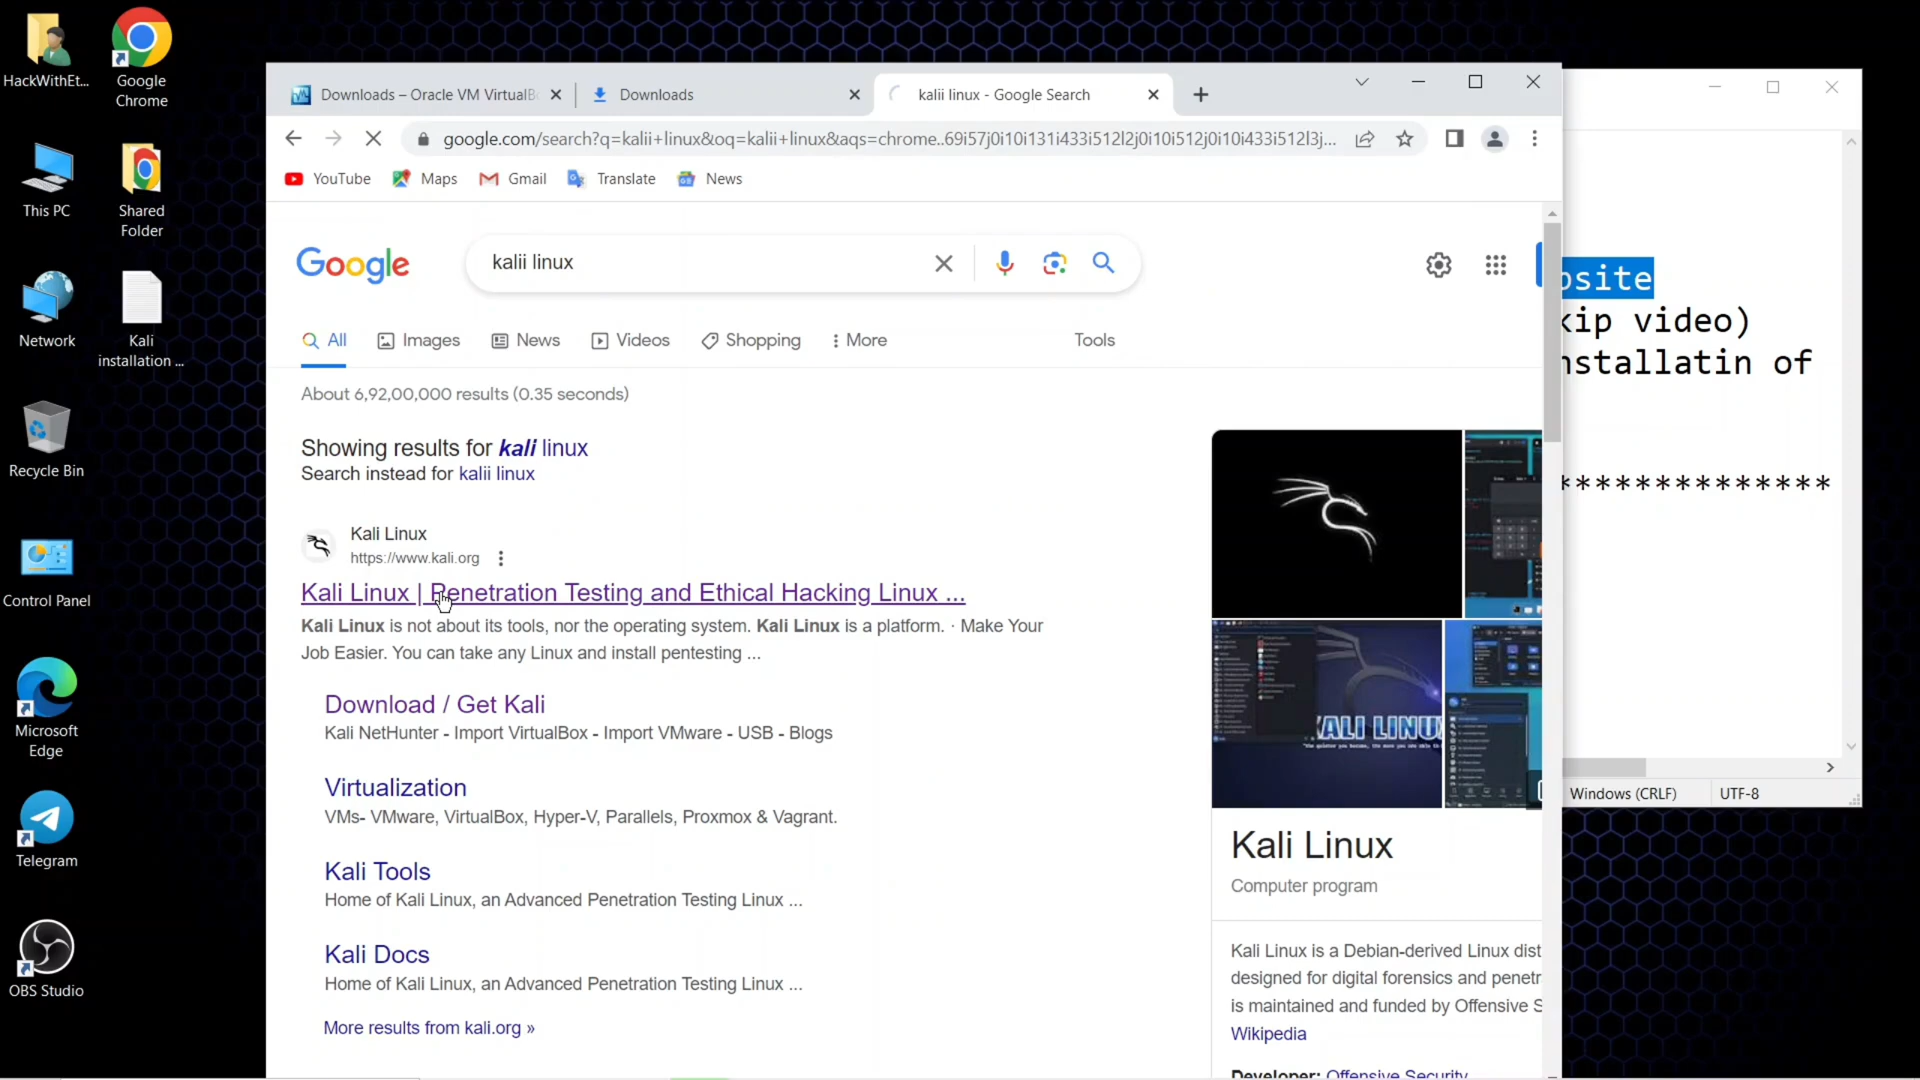 HackWithEt...
Google
Chrome
This PC
Shared
Folder
Network
Kali
installation ...
Recycle Bin
Control Panel
Microsoft
Edge
Telegram
OBS Studio
Downloads – Oracle VM VirtualB
Downloads
kalii linux - Google Search
google.com/search?q=kalii+linux&oq=kalii+linux&aqs=chrome..69i57j0i10i131i433i512l2j0i10i512j0i10i433i512l3j...
YouTube
Maps
Gmail
Translate
News
Google
kalii linux
All
Images
News
Videos
Shopping
More
Tools
About 6,92,00,000 results (0.35 seconds)
Showing results for kali linux
Search instead for kalii linux
Kali Linux
https://www.kali.org
Kali Linux | Penetration Testing and Ethical Hacking Linux ...
Kali Linux is not about its tools, nor the operating system. Kali Linux is a platform. · Make Your
Job Easier. You can take any Linux and install pentesting ...
Download / Get Kali
Kali NetHunter - Import VirtualBox - Import VMware - USB - Blogs
Virtualization
VMs- VMware, VirtualBox, Hyper-V, Parallels, Proxmox & Vagrant.
Kali Tools
Home of Kali Linux, an Advanced Penetration Testing Linux ...
Kali Docs
Home of Kali Linux, an Advanced Penetration Testing Linux ...
More results from kali.org »
KALI LINU
Kali Linux
Computer program
Kali Linux is a Debian-derived Linux dist
designed for digital forensics and penetr
is maintained and funded by Offensive S
Wikipedia
Developer: Offensive Security
bsite
kip video)
nstallatin of
**************
Windows (CRLF)
UTF-8